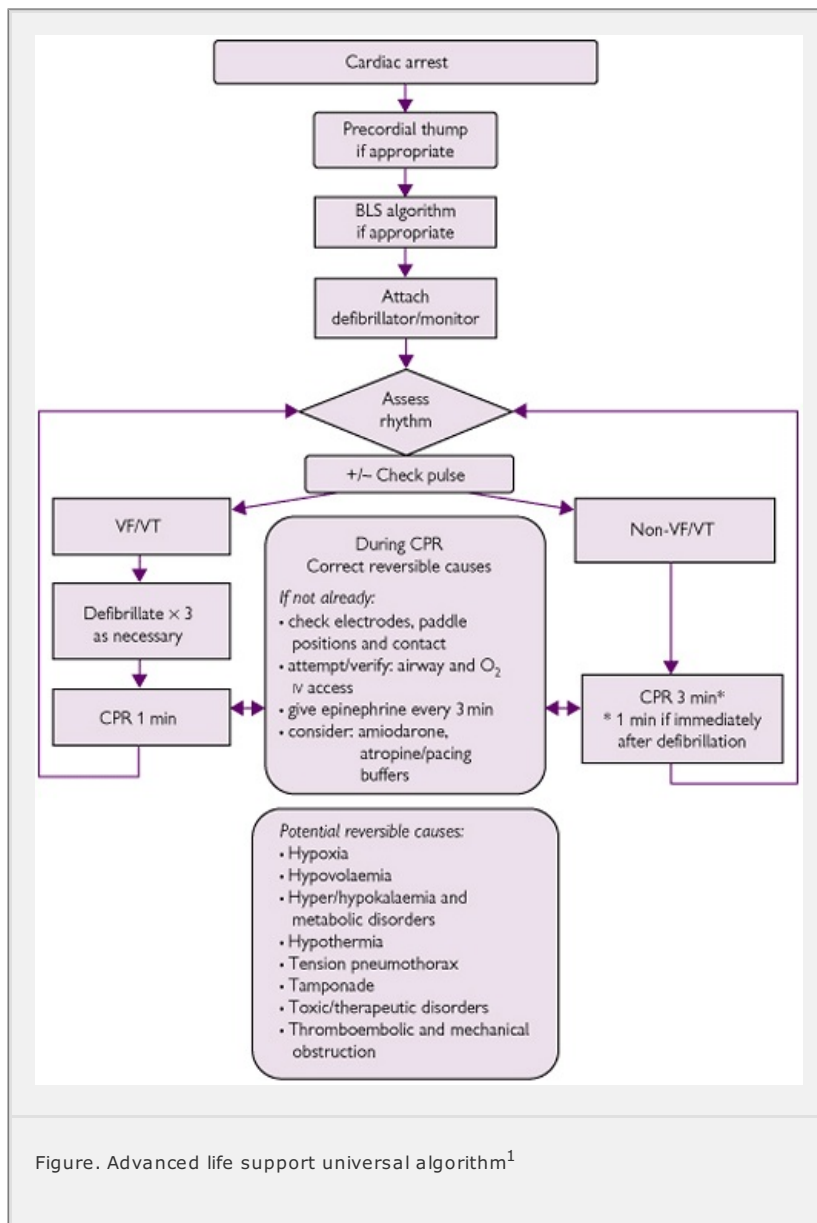 Cardiac arrest
Precordial thump
if appropriate
BLS algorithm
if appropriate
Attach
defibrillator/monitor
Assess
rhythm
+/– Check pulse
VF/VT
Defibrillate × 3
as necessary
CPR 1 min
During CPR
Correct reversible causes
If not already:
• check electrodes, paddle
positions and contact
• attempt/verify: airway and O₂
IV access
• give epinephrine every 3 min
• consider: amiodarone,
atropine/pacing
buffers
Non-VF/VT
CPR 3 min*
* 1 min if immediately
after defibrillation
Potential reversible causes:
• Hypoxia
• Hypovolaemia
• Hyper/hypokalaemia and
metabolic disorders
• Hypothermia
• Tension pneumothorax
• Tamponade
• Toxic/therapeutic disorders
• Thromboembolic and mechanical
obstruction
Figure. Advanced life support universal algorithm¹